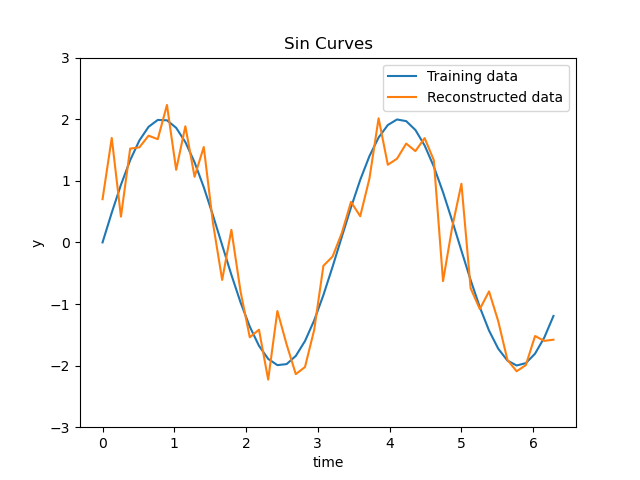 Sin Curves
Training data
Reconstructed data
3
2
1
0
−1
−2
−3
y
0 1 2 3 4 5 6
time